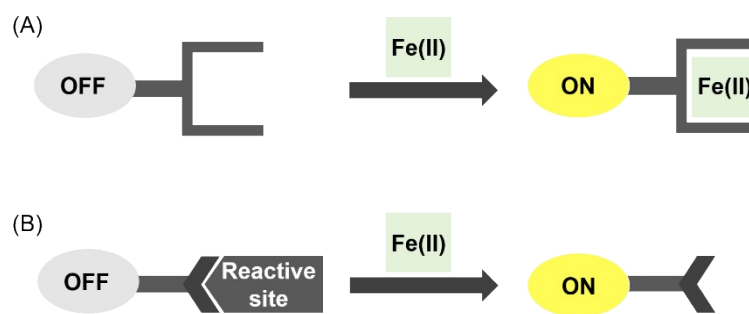 (A)
OFF
Fe(II)
ON
Fe(II)
(B)
OFF
Reactive
site
Fe(II)
ON